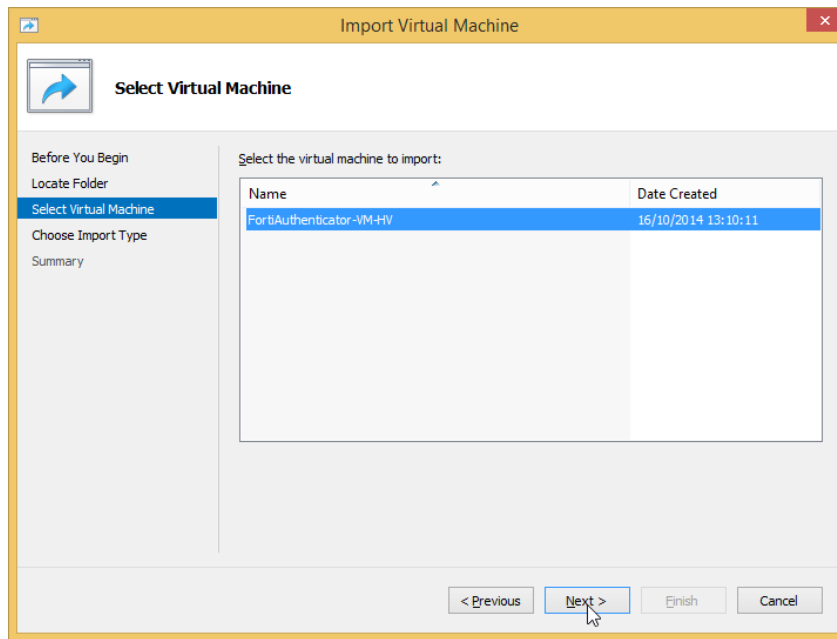 Import Virtual Machine
Select Virtual Machine
Before You Begin
Locate Folder
Select Virtual Machine
Choose Import Type
Summary
Select the virtual machine to import:
Name Date Created
FortiAuthenticator-VM-HV 16/10/2014 13:10:11
< Previous Next > Finish Cancel